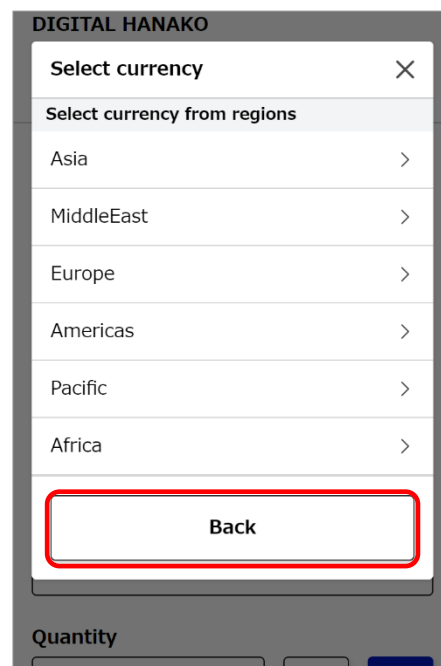 DIGITAL HANAKO
Select currency
Select currency from regions
Asia
MiddleEast
Europe
Americas
Pacific
Africa
Back
Quantity